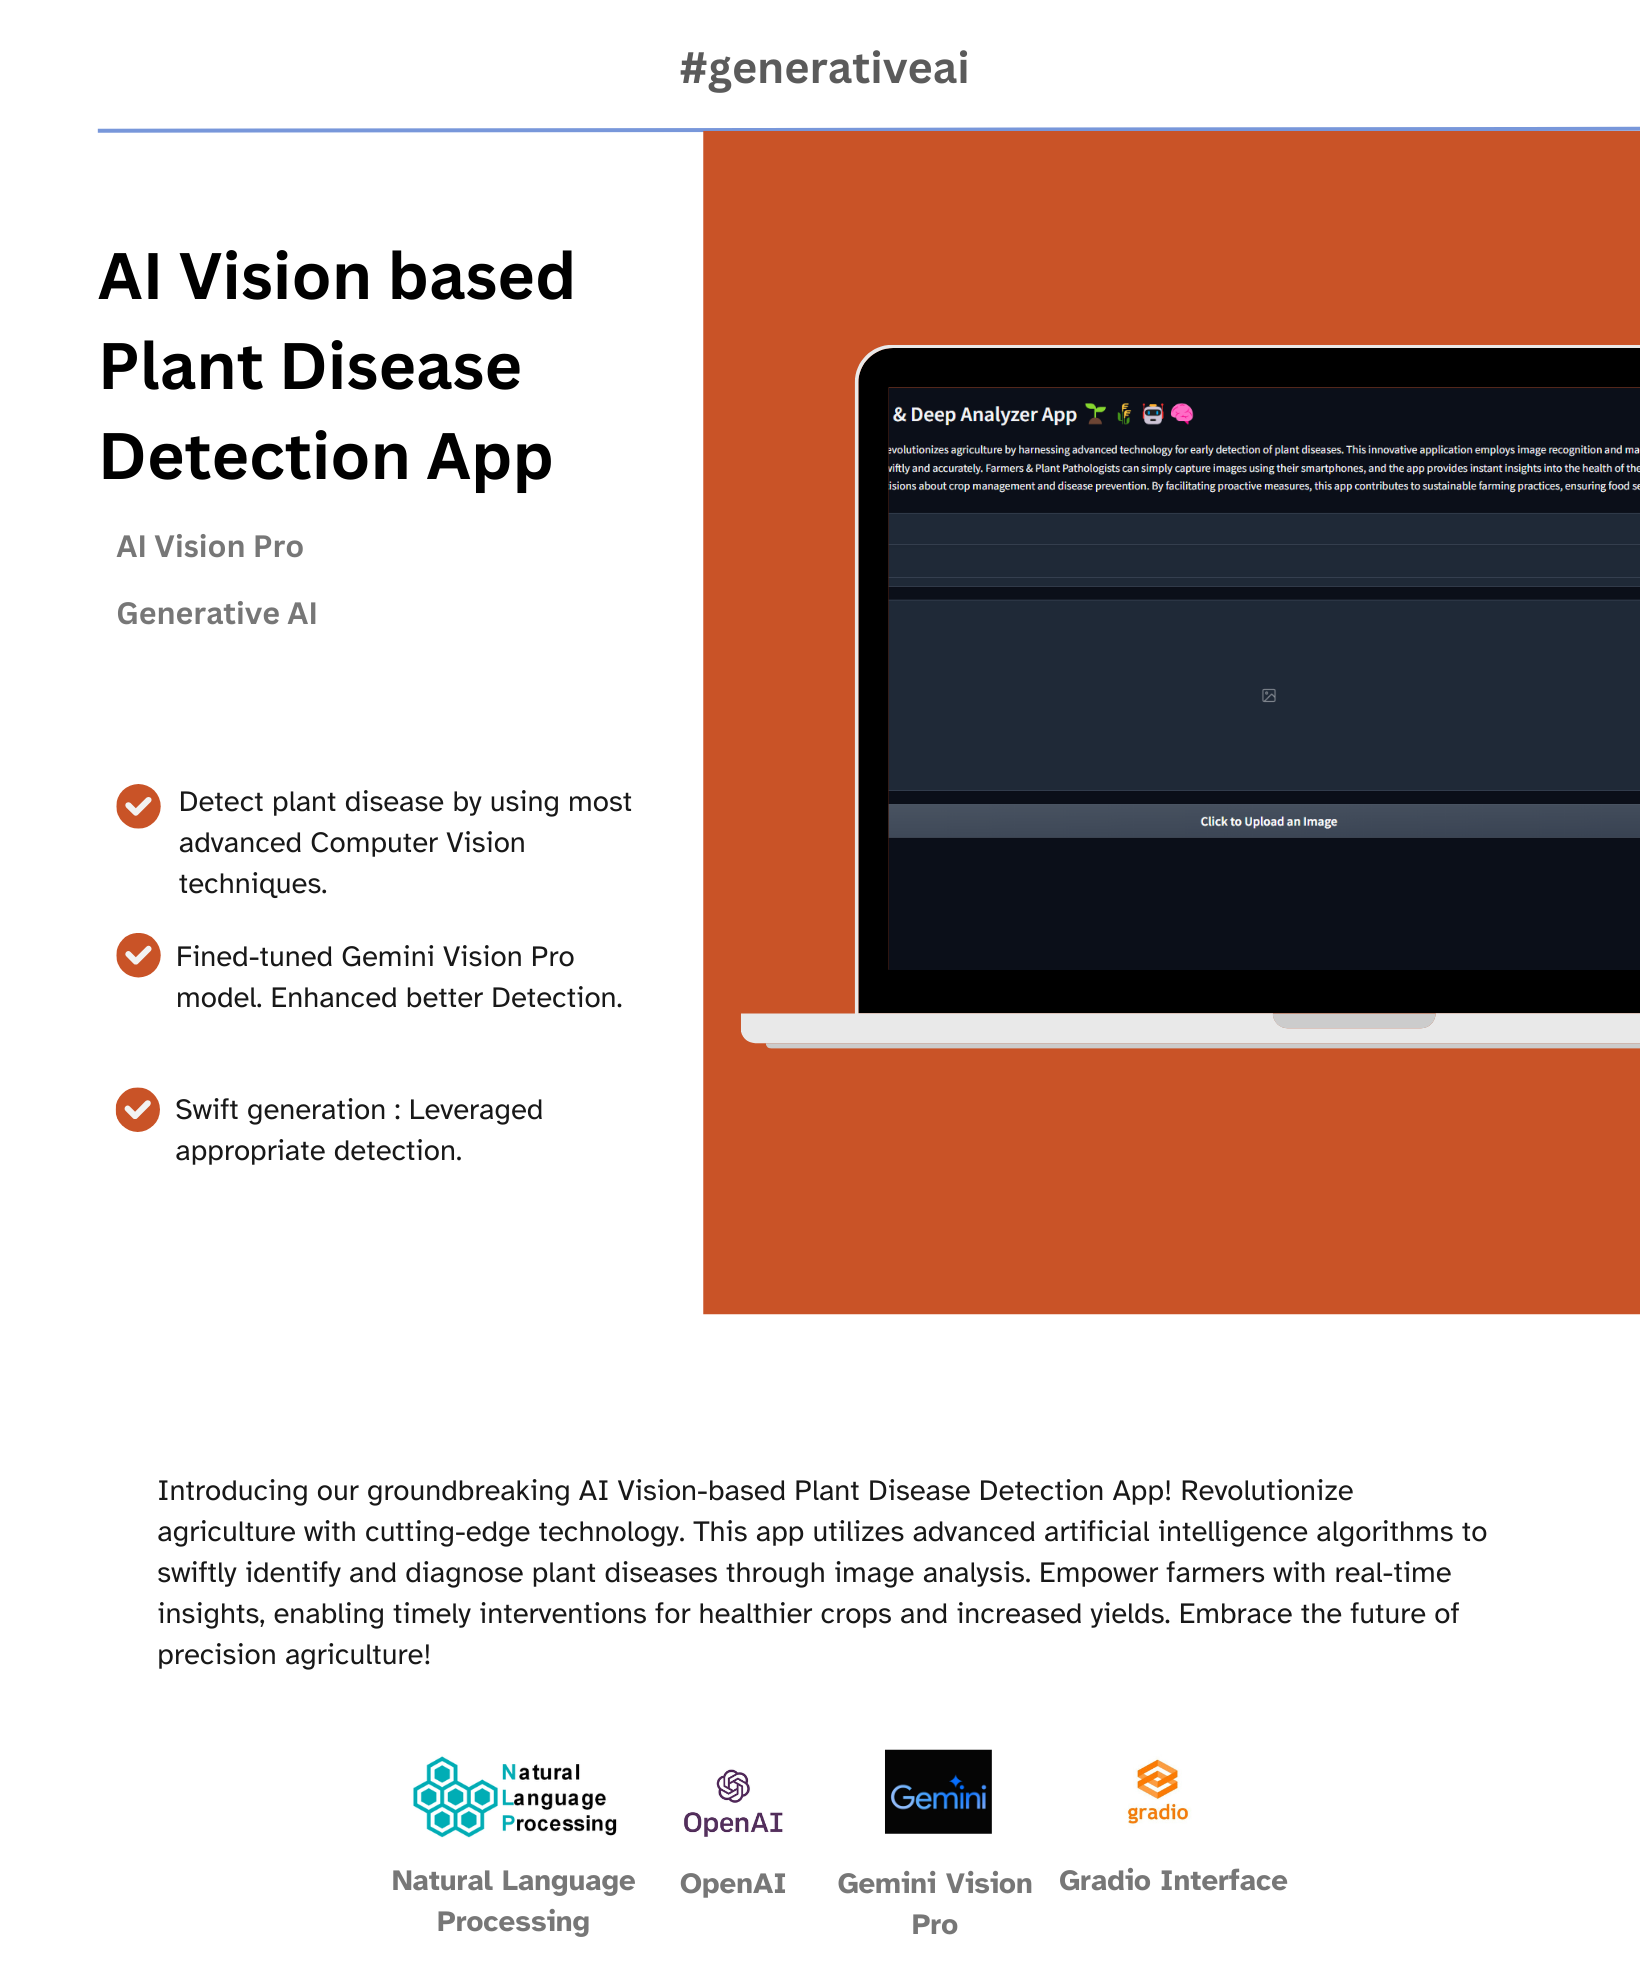 #generativeai
AI Vision based
Plant Disease
Detection App
AI Vision Pro
Generative AI
Detect plant disease by using most
advanced Computer Vision
techniques.
Fined-tuned Gemini Vision Pro
model. Enhanced better Detection.
Swift generation : Leveraged
appropriate detection.
& Deep Analyzer App
evolutionizes agriculture by harnessing advanced technology for early detection of plant diseases. This innovative application employs image recognition and ma
wiftly and accurately. Farmers & Plant Pathologists can simply capture images using their smartphones, and the app provides instant insights into the health of the
isions about crop management and disease prevention. By facilitating proactive measures, this app contributes to sustainable farming practices, ensuring food se
Click to Upload an Image
Introducing our groundbreaking AI Vision-based Plant Disease Detection App! Revolutionize
agriculture with cutting-edge technology. This app utilizes advanced artificial intelligence algorithms to
swiftly identify and diagnose plant diseases through image analysis. Empower farmers with real-time
insights, enabling timely interventions for healthier crops and increased yields. Embrace the future of
precision agriculture!
Natural
Language
Processing
OpenAI
Gemini
gradio
Natural Language
Processing
OpenAI
Gemini Vision
Pro
Gradio Interface